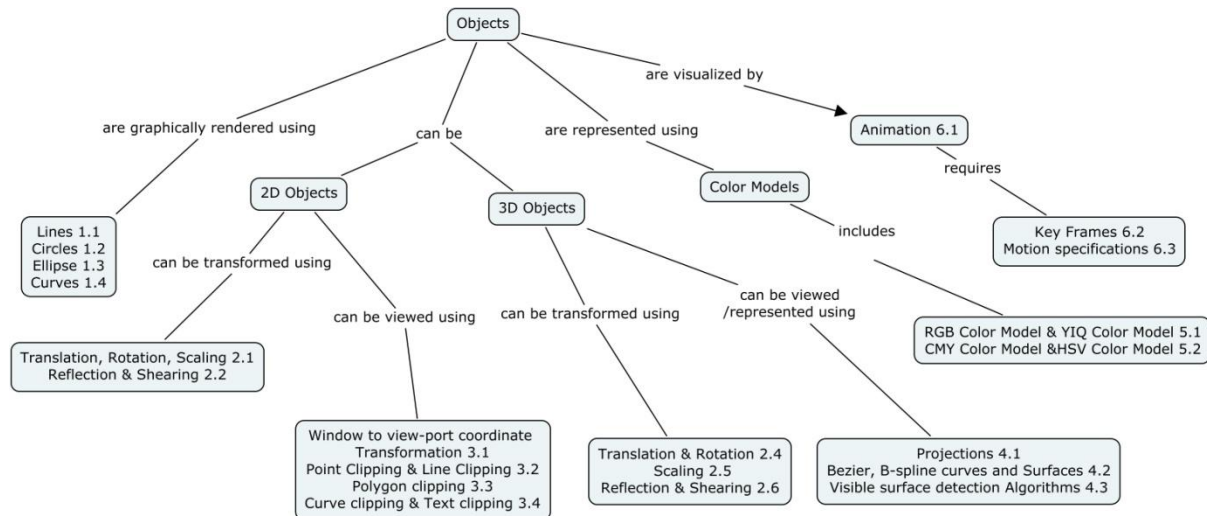 Objects
are visualized by
are graphically rendered using
can be
are represented using
Animation 6.1
requires
2D Objects
3D Objects
Color Models
Lines 1.1
Circles 1.2
Ellipse 1.3
Curves 1.4
includes
Key Frames 6.2
Motion specifications 6.3
can be transformed using
can be viewed using
can be transformed using
can be viewed
/represented using
RGB Color Model & YIQ Color Model 5.1
CMY Color Model &HSV Color Model 5.2
Translation, Rotation, Scaling 2.1
Reflection & Shearing 2.2
Window to view-port coordinate
Transformation 3.1
Point Clipping & Line Clipping 3.2
Polygon clipping 3.3
Curve clipping & Text clipping 3.4
Translation & Rotation 2.4
Scaling 2.5
Reflection & Shearing 2.6
Projections 4.1
Bezier, B-spline curves and Surfaces 4.2
Visible surface detection Algorithms 4.3